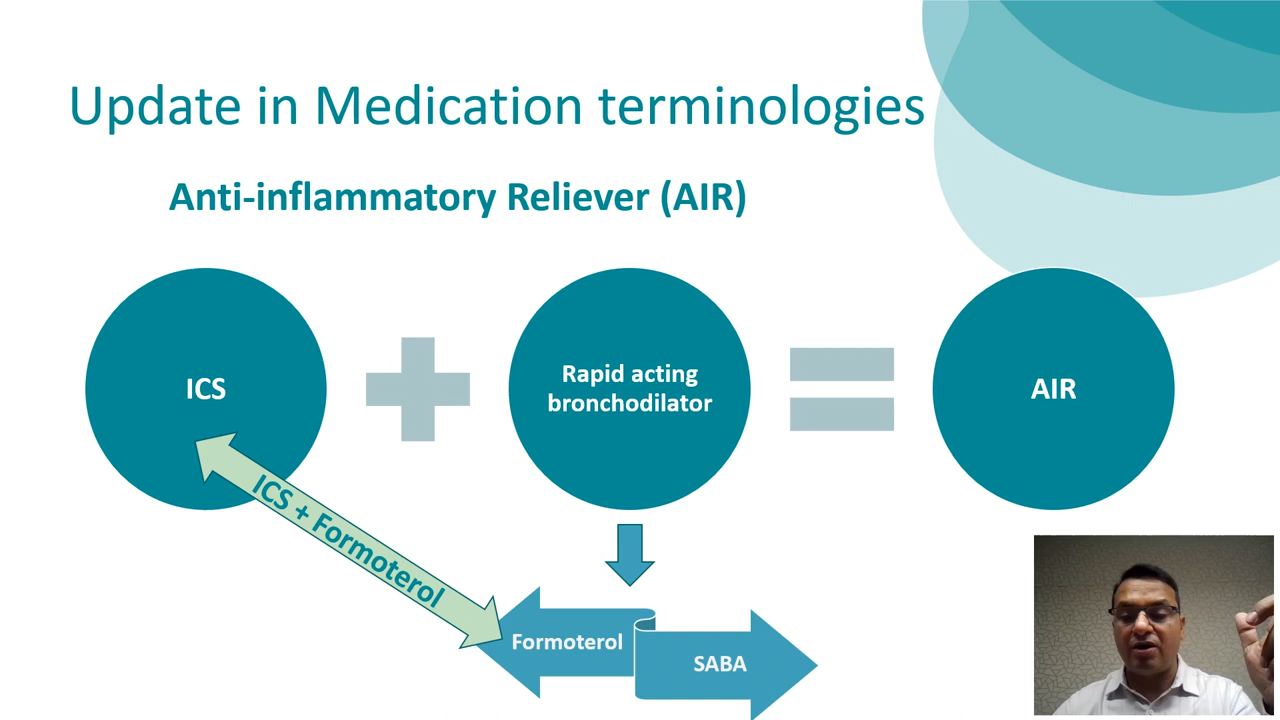 Update in Medication terminologies
Anti-inflammatory Reliever (AIR)
ICS
Rapid acting
bronchodilator
AIR
ICS + Formoterol
Formoterol
SABA